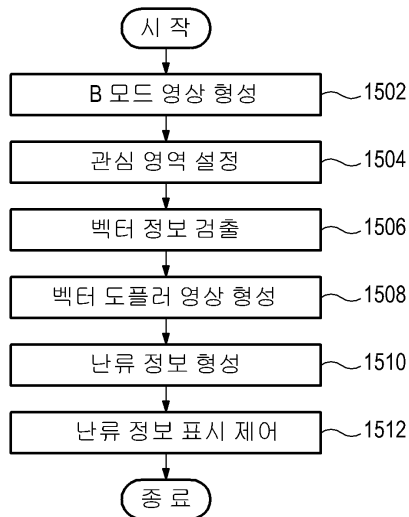 시작
B 모드 영상 형성 1502
관심 영역 설정 1504
벡터 정보 검출 1506
벡터 도플러 영상 형성 1508
난류 정보 형성 1510
난류 정보 표시 제어 1512
종료